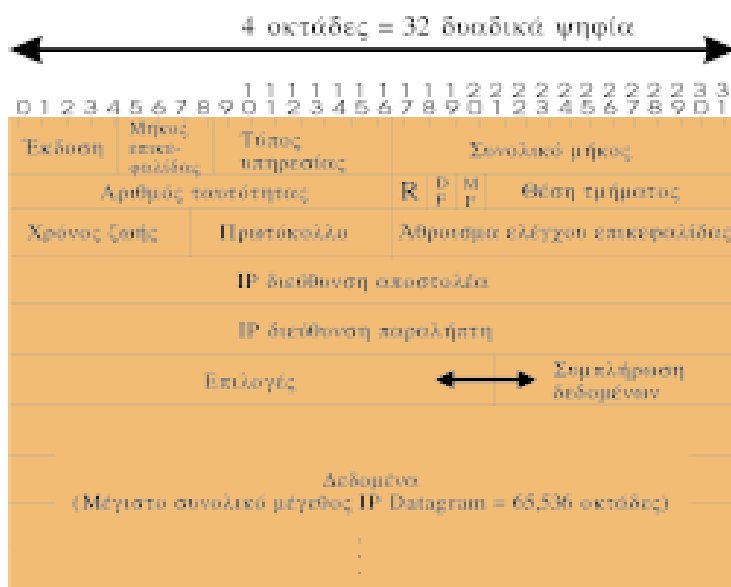 4 οκτάδες = 32 δυαδικά ψηφία
0 1 2 3 4 5 6 7 8 9 10 11 12 13 14 15 16 17 18 19 20 21 22 23 24 25 26 27 28 29 30 31
Έκδοση
Μήκος
επικε-
φαλίδας
Τύπος
υπηρεσίας
Συνολικό μήκος
Αριθμός ταυτότητας
R
DF
MF
Θέση τμήματος
Χρόνος ζωής
Πρωτόκολλο
Άθροισμα ελέγχου επικεφαλίδας
IP διεύθυνση αποστολέα
IP διεύθυνση παραλήπτη
Επιλογές
Συμπλήρωση
δεδομένων
Δεδομένα
(Μέγιστο συνολικό μέγεθος IP Datagram = 65,536 οκτάδες)